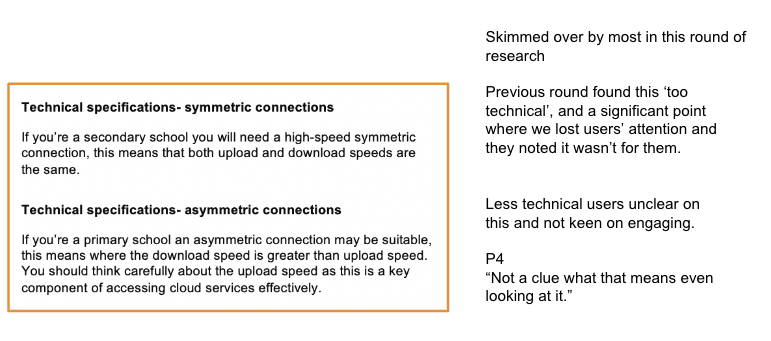 Technical specifications- symmetric connections
If you're a secondary school you will need a high-speed symmetric
connection, this means that both upload and download speeds are
the same.
Technical specifications- asymmetric connections
If you're a primary school an asymmetric connection may be suitable,
this means where the download speed is greater than upload speed.
You should think carefully about the upload speed as this is a key
component of accessing cloud services effectively.
Skimmed over by most in this round of
research
Previous round found this ‘too
technical’, and a significant point
where we lost users’ attention and
they noted it wasn’t for them.
Less technical users unclear on
this and not keen on engaging.
P4
“Not a clue what that means even
looking at it.”